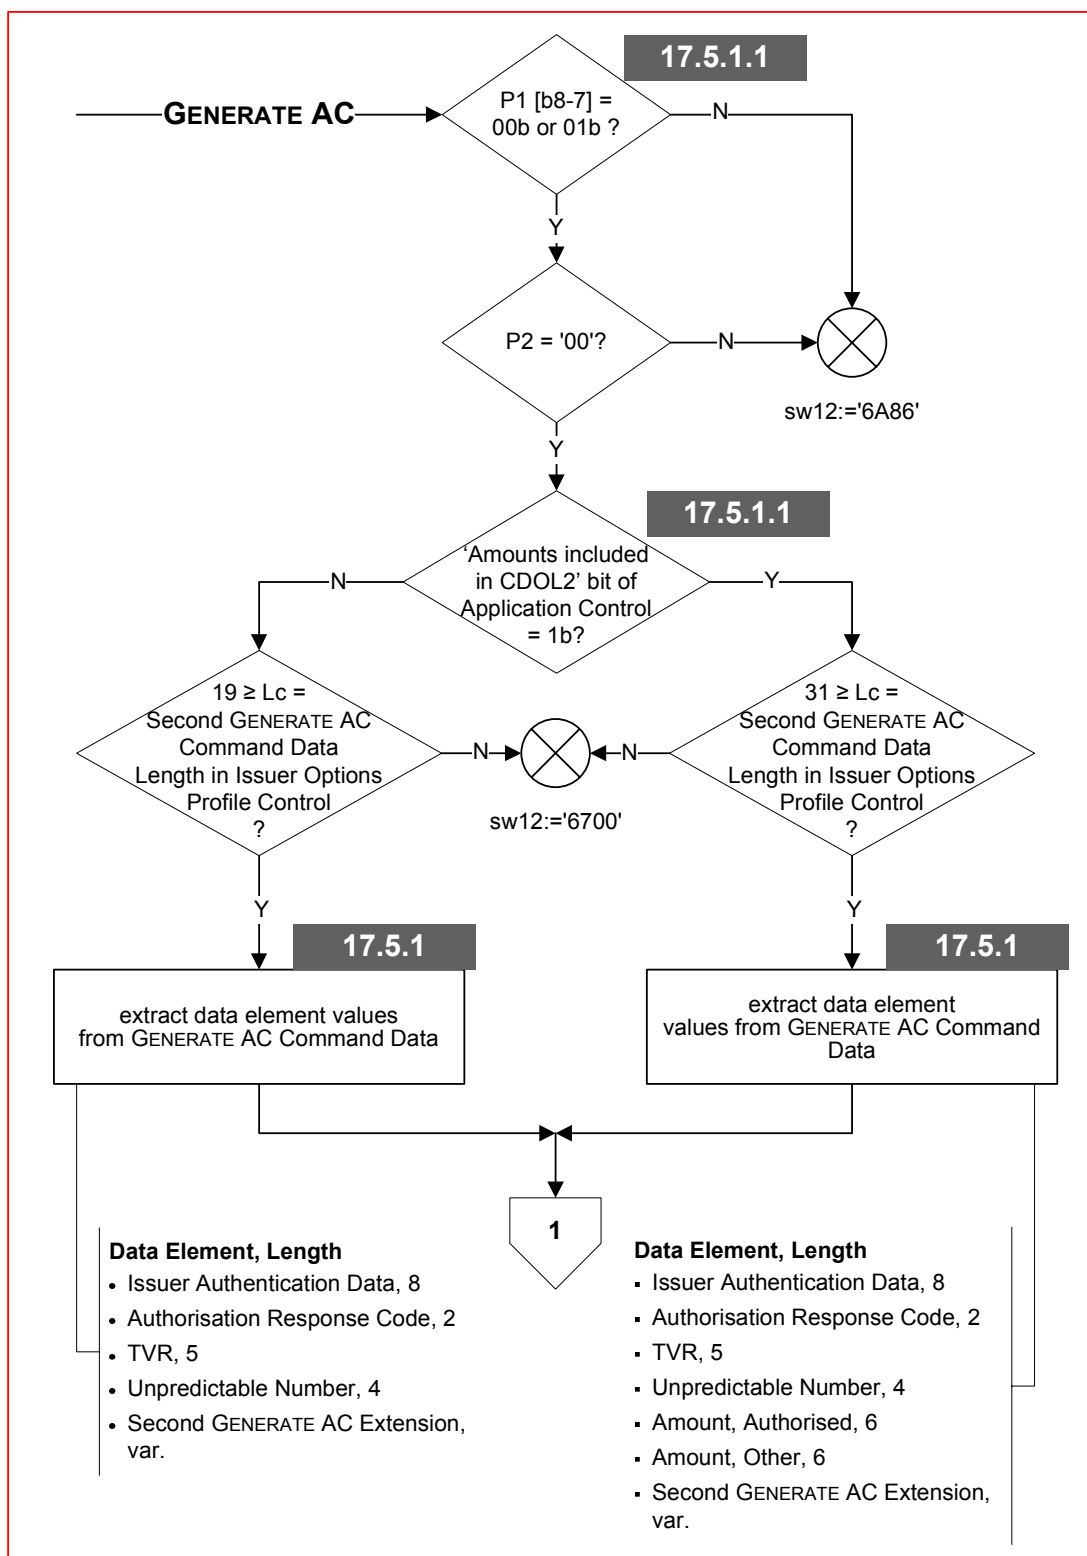 17.5.1.1
P1 [b8-7] =
00b or 01b ?
GENERATE AC
N
Y
P2 = '00'?
N
sw12:='6A86'
Y
17.5.1.1
‘Amounts included
in CDOL2’ bit of
Application Control
= 1b?
N
Y
19 ≥ Lc =
Second GENERATE AC
Command Data
Length in Issuer Options
Profile Control
?
N
sw12:='6700'
N
31 ≥ Lc =
Second GENERATE AC
Command Data
Length in Issuer Options
Profile Control
?
Y
Y
17.5.1
extract data element values
from GENERATE AC Command Data
17.5.1
extract data element
values from GENERATE AC Command
Data
1
Data Element, Length
• Issuer Authentication Data, 8
• Authorisation Response Code, 2
• TVR, 5
• Unpredictable Number, 4
• Second GENERATE AC Extension,
var.
Data Element, Length
▪ Issuer Authentication Data, 8
▪ Authorisation Response Code, 2
▪ TVR, 5
▪ Unpredictable Number, 4
▪ Amount, Authorised, 6
▪ Amount, Other, 6
▪ Second GENERATE AC Extension,
var.